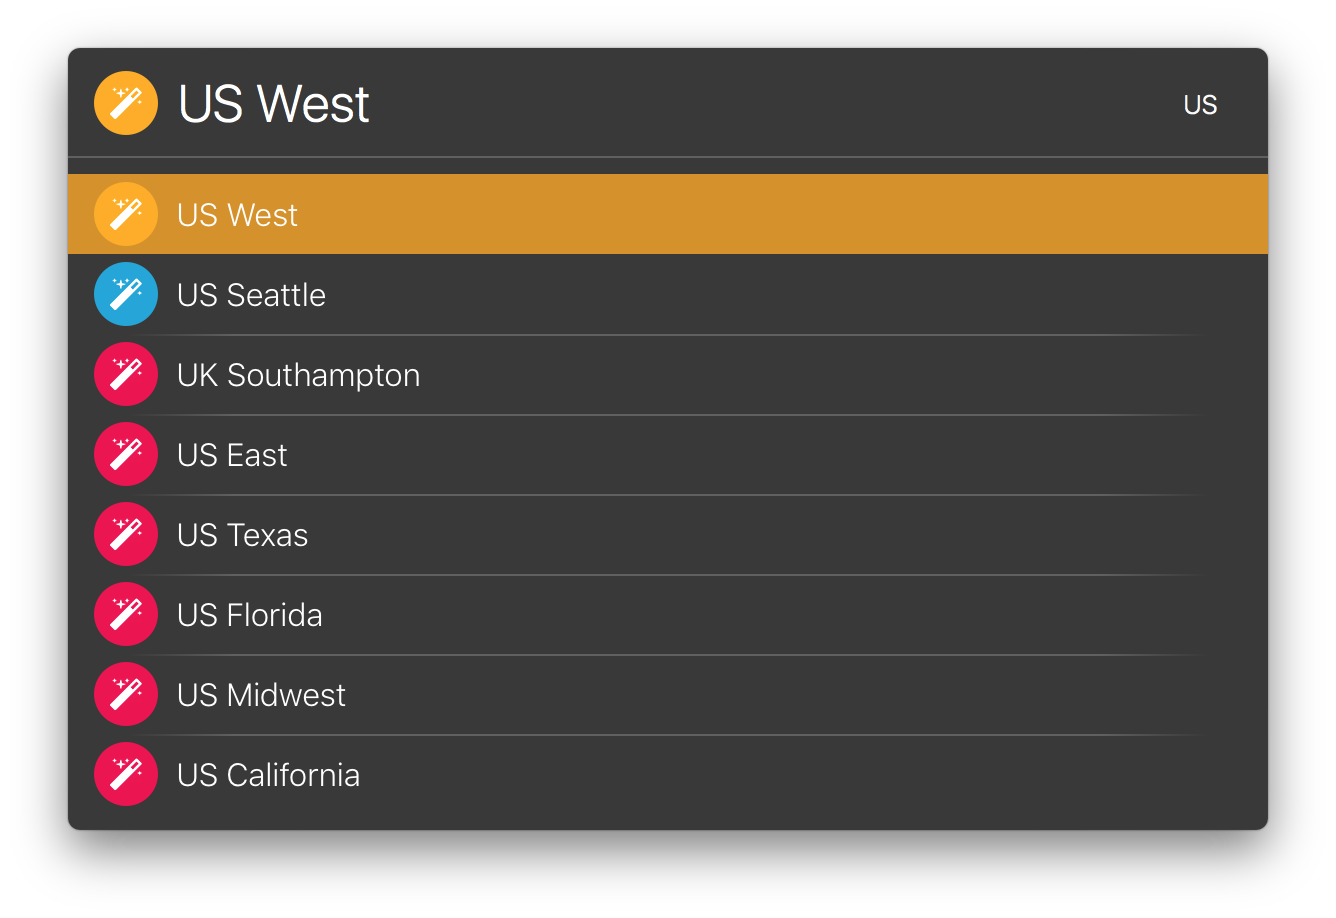 US West
US
US West
US Seattle
UK Southampton
US East
US Texas
US Florida
US Midwest
US California